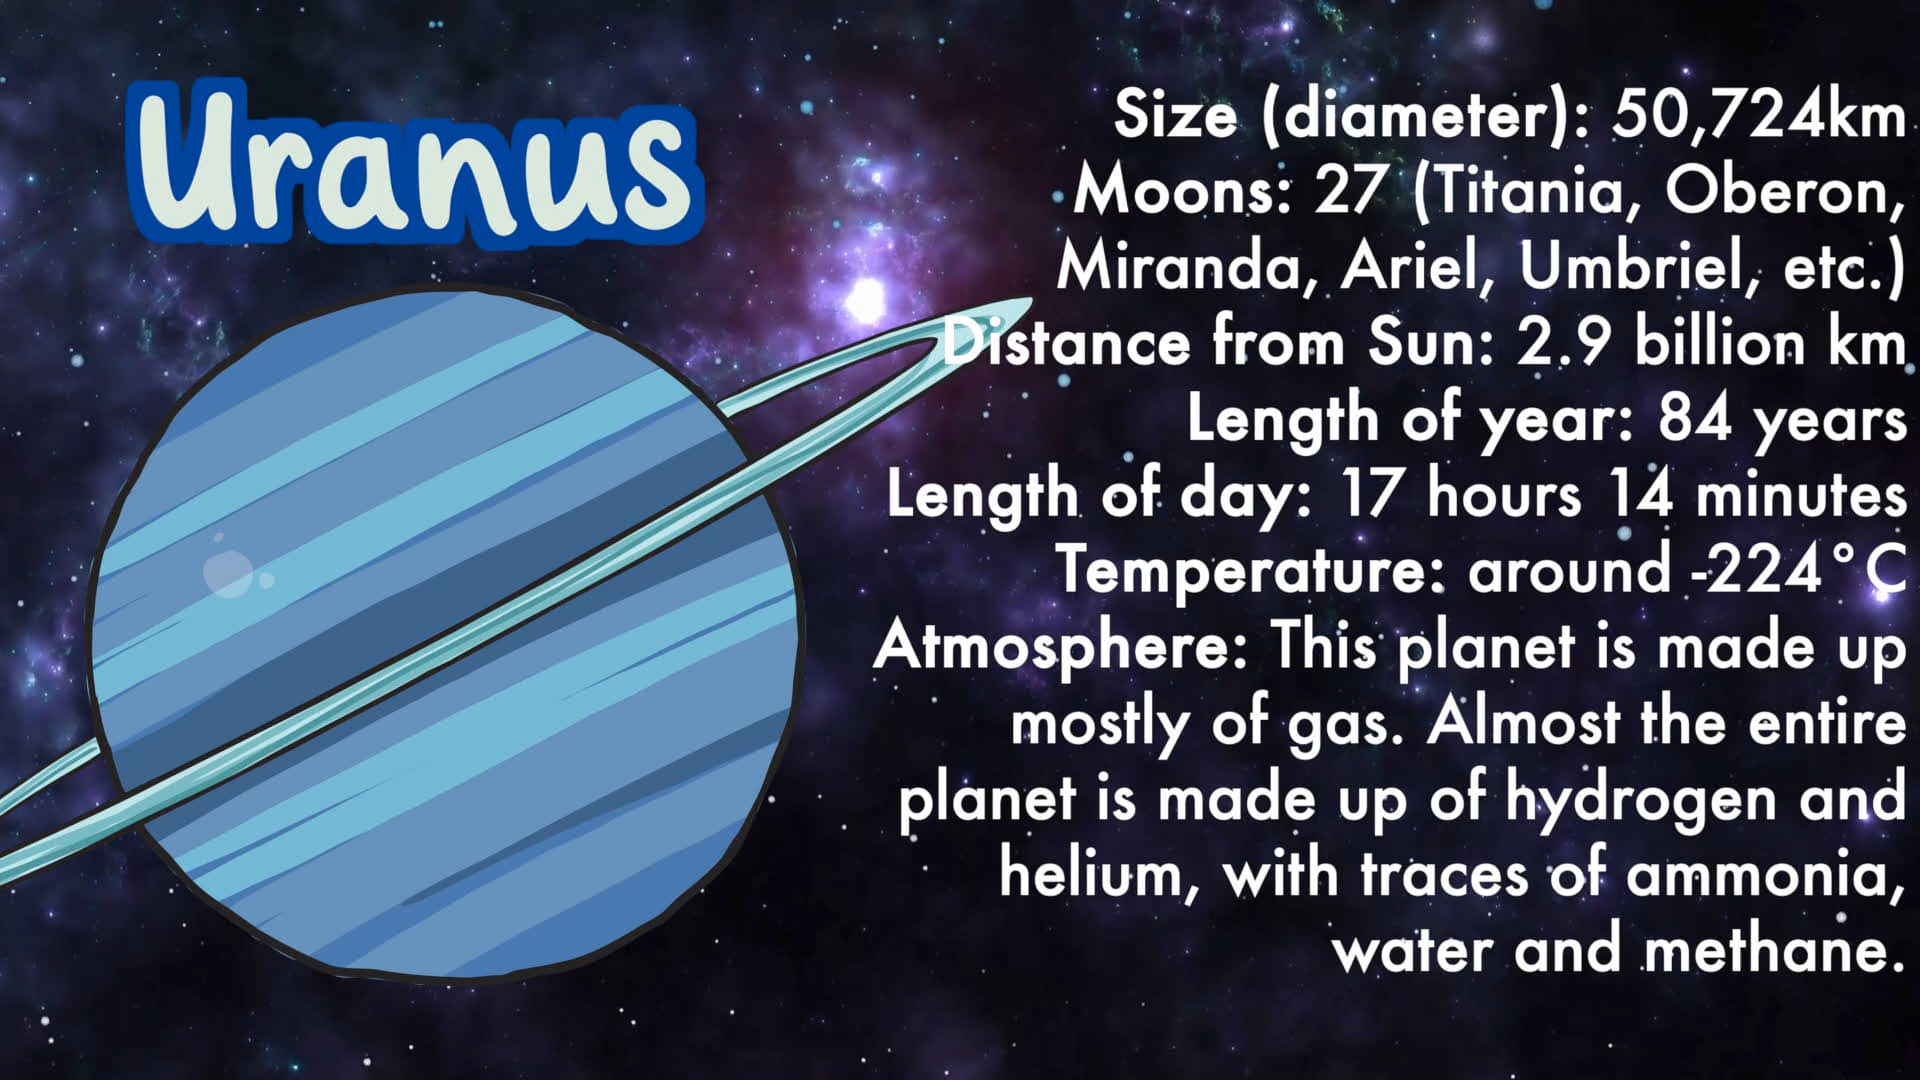 Uranus
Size (diameter): 50,724km
Moons: 27 (Titania, Oberon,
Miranda, Ariel, Umbriel, etc.)
Distance from Sun: 2.9 billion km
Length of year: 84 years
Length of day: 17 hours 14 minutes
Temperature: around -224°C
Atmosphere: This planet is made up
mostly of gas. Almost the entire
planet is made up of hydrogen and
helium, with traces of ammonia,
water and methane.